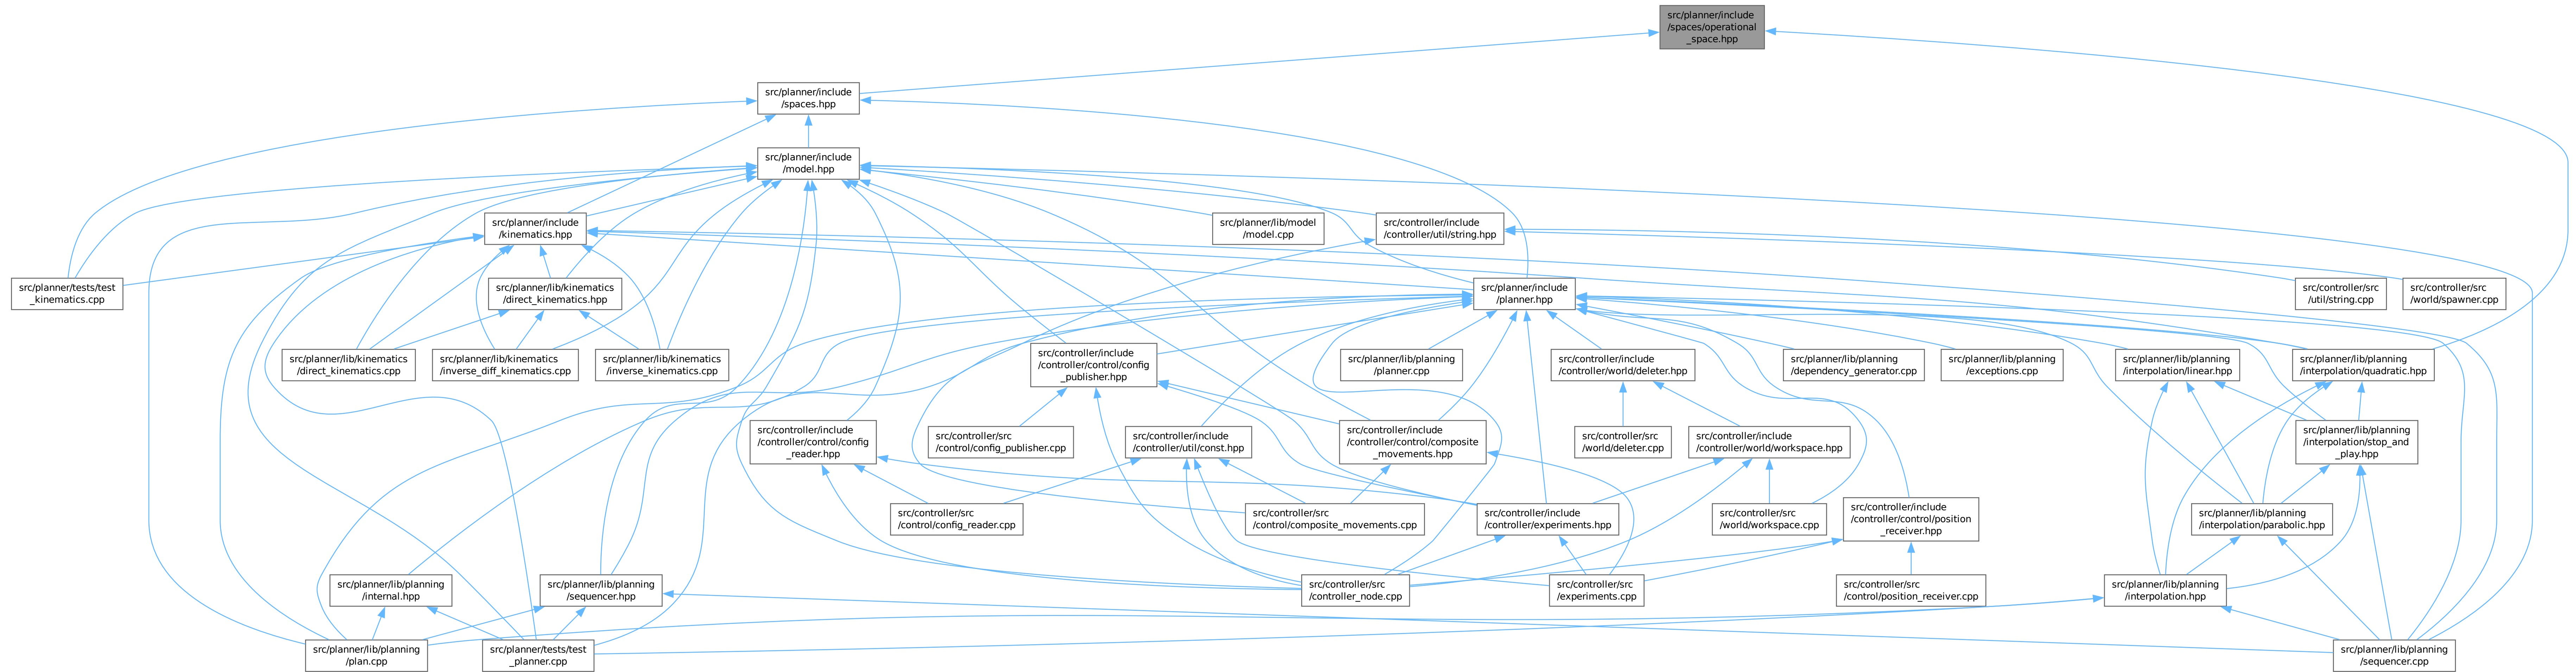 src/planner/include
/spaces/operational
_space.hpp
src/planner/include
/spaces.hpp
src/planner/include
/model.hpp
src/planner/include
/kinematics.hpp
src/planner/lib/model
/model.cpp
src/controller/include
/controller/util/string.hpp
src/planner/tests/test
_kinematics.cpp
src/planner/lib/kinematics
/direct_kinematics.hpp
src/planner/include
/planner.hpp
src/controller/src
/util/string.cpp
src/controller/src
/world/spawner.cpp
src/planner/lib/kinematics
/direct_kinematics.cpp
src/planner/lib/kinematics
/inverse_diff_kinematics.cpp
src/planner/lib/kinematics
/inverse_kinematics.cpp
src/controller/include
/controller/control/config
_publisher.hpp
src/planner/lib/planning
/planner.cpp
src/controller/include
/controller/world/deleter.hpp
src/planner/lib/planning
/dependency_generator.cpp
src/planner/lib/planning
/exceptions.cpp
src/planner/lib/planning
/interpolation/linear.hpp
src/planner/lib/planning
/interpolation/quadratic.hpp
src/controller/include
/controller/control/config
_reader.hpp
src/controller/src
/control/config_publisher.cpp
src/controller/include
/controller/util/const.hpp
src/controller/include
/controller/control/composite
_movements.hpp
src/controller/src
/world/deleter.cpp
src/controller/include
/controller/world/workspace.hpp
src/planner/lib/planning
/interpolation/stop_and
_play.hpp
src/controller/src
/control/config_reader.cpp
src/controller/src
/control/composite_movements.cpp
src/controller/include
/controller/experiments.hpp
src/controller/src
/world/workspace.cpp
src/controller/include
/controller/control/position
_receiver.hpp
src/planner/lib/planning
/interpolation/parabolic.hpp
src/planner/lib/planning
/internal.hpp
src/planner/lib/planning
/sequencer.hpp
src/controller/src
/controller_node.cpp
src/controller/src
/experiments.cpp
src/controller/src
/control/position_receiver.cpp
src/planner/lib/planning
/interpolation.hpp
src/planner/lib/planning
/plan.cpp
src/planner/tests/test
_planner.cpp
src/planner/lib/planning
/sequencer.cpp